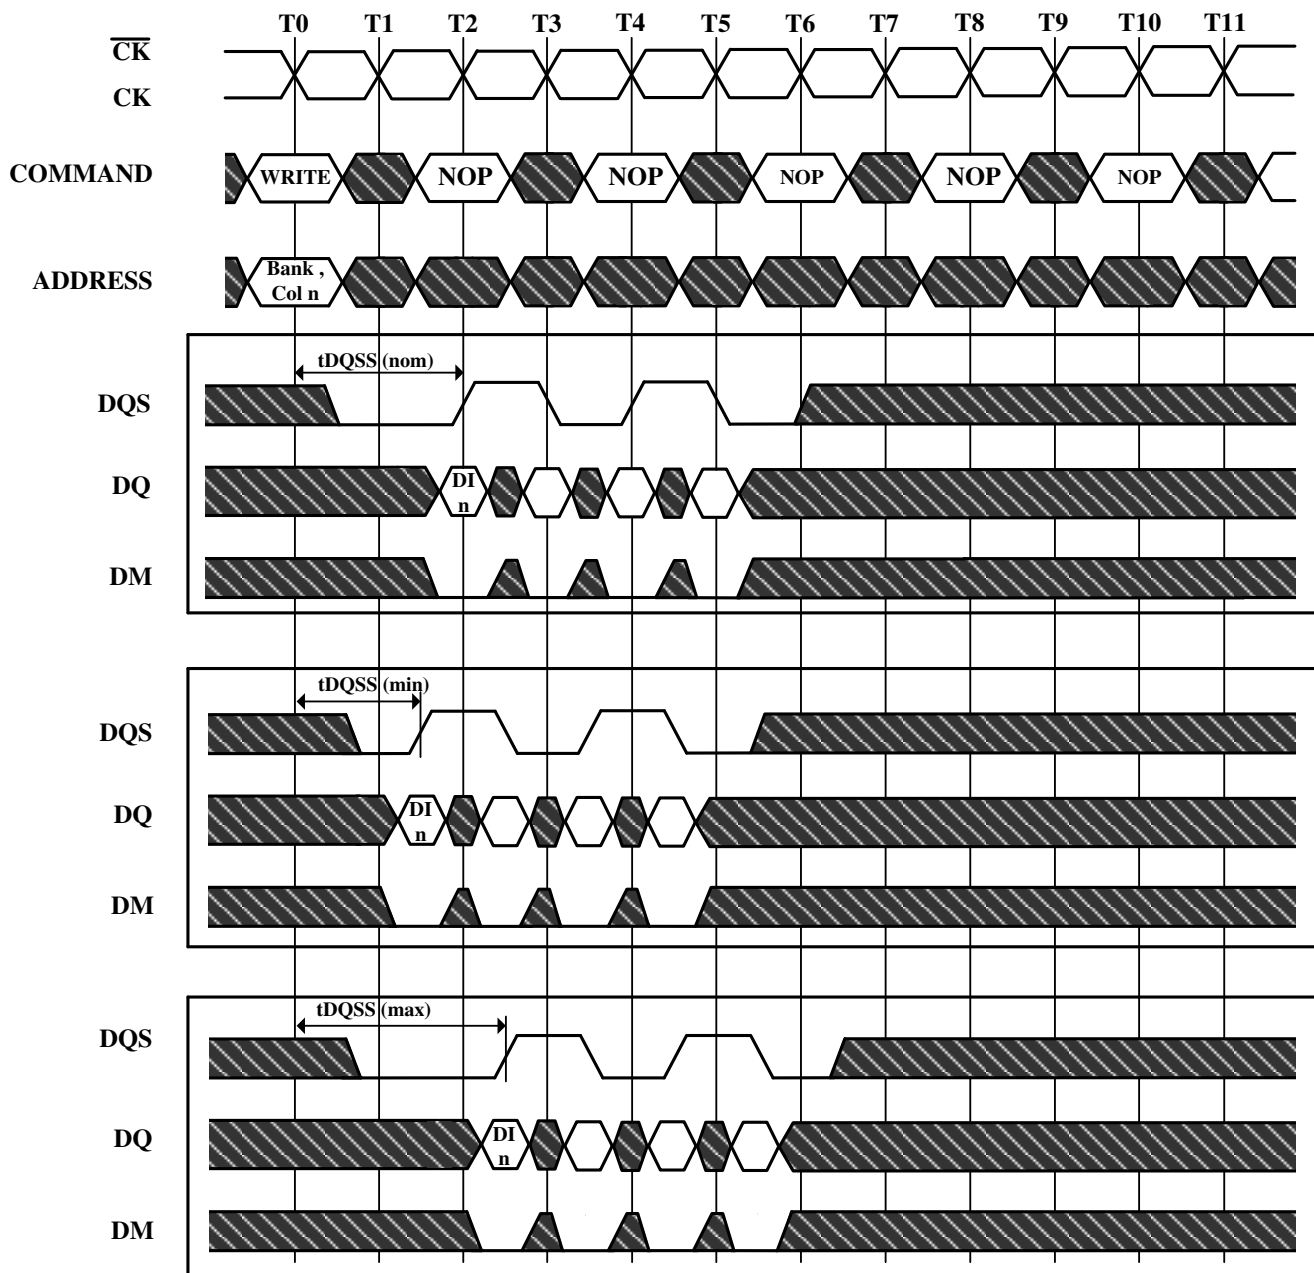 T0 T1 T2 T3 T4 T5 T6 T7 T8 T9 T10 T11
CK
CK
COMMAND WRITE NOP NOP NOP NOP NOP
ADDRESS Bank ,
Col n
tDQSS (nom)
DQS
DQ DI
n
DM
tDQSS (min)
DQS
DQ DI
n
DM
tDQSS (max)
DQS
DQ DI
n
DM